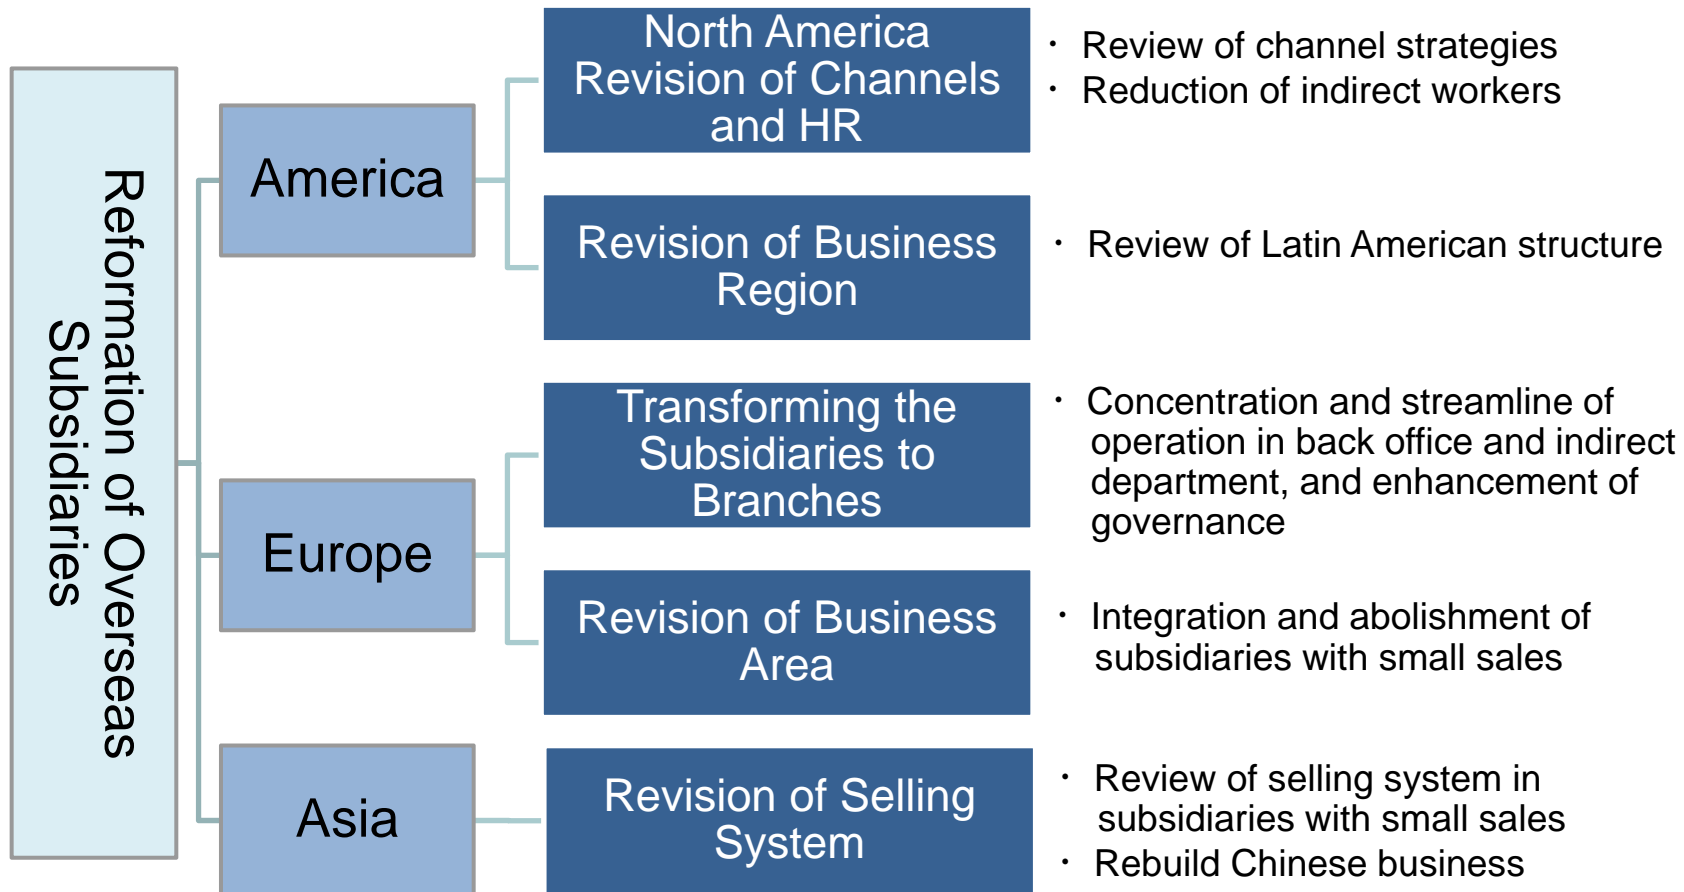 Reformation of Overseas
Subsidiaries
America
North America
Revision of Channels
and HR
・ Review of channel strategies
・ Reduction of indirect workers
Revision of Business
Region
・ Review of Latin American structure
Europe
Transforming the
Subsidiaries to
Branches
・ Concentration and streamline of
operation in back office and indirect
department, and enhancement of
governance
Revision of Business
Area
・ Integration and abolishment of
subsidiaries with small sales
Asia
Revision of Selling
System
・ Review of selling system in
subsidiaries with small sales
・ Rebuild Chinese business